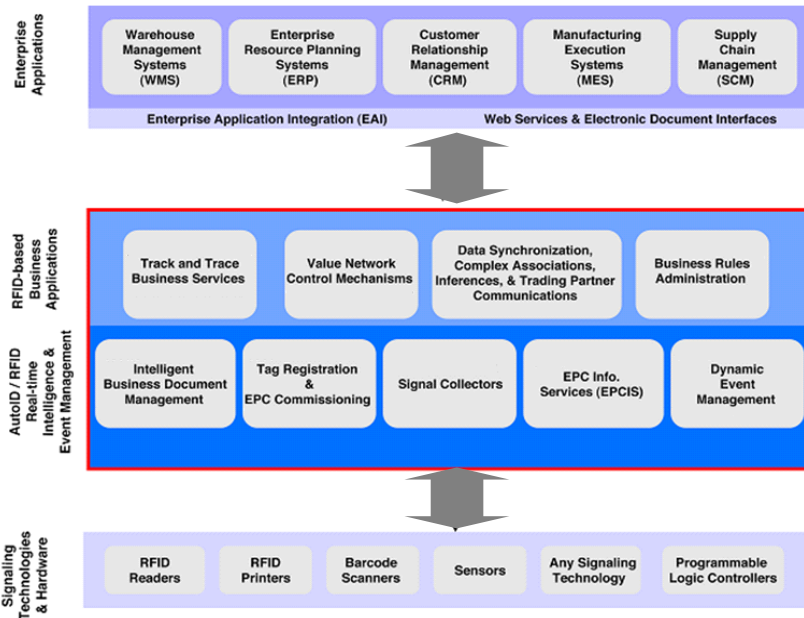 Enterprise
Applications
Warehouse
Management
Systems
(WMS)
Enterprise
Resource Planning
Systems
(ERP)
Customer
Relationship
Management
(CRM)
Manufacturing
Execution
Systems
(MES)
Supply
Chain
Management
(SCM)
Enterprise Application Integration (EAI)
Web Services & Electronic Document Interfaces
RFID-based
Business
Applications
Track and Trace
Business Services
Value Network
Control Mechanisms
Data Synchronization,
Complex Associations,
Inferences, & Trading Partner
Communications
Business Rules
Administration
AutoID / RFID
Real-time
Intelligence &
Event Management
Intelligent
Business Document
Management
Tag Registration
&
EPC Commissioning
Signal Collectors
EPC Info.
Services (EPCIS)
Dynamic
Event
Management
Signaling
Technologies
& Hardware
RFID
Readers
RFID
Printers
Barcode
Scanners
Sensors
Any Signaling
Technology
Programmable
Logic Controllers